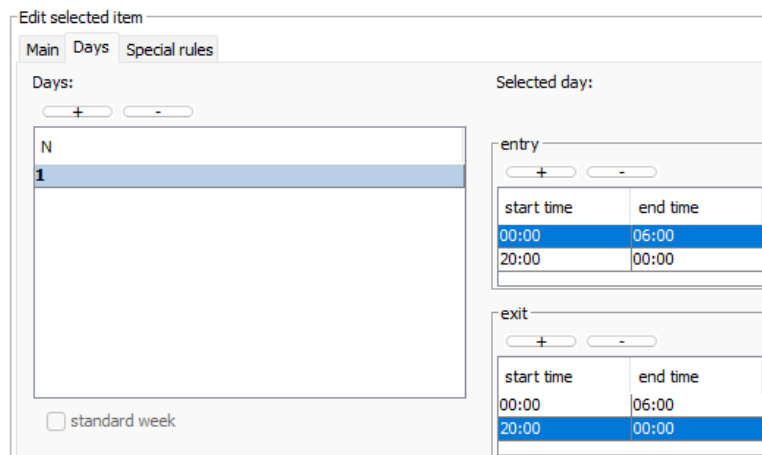 Edit selected item
Main Days Special rules
Days:
+ -
N
1
standard week
Selected day:
entry
+ -
start time end time
00:00 06:00
20:00 00:00
exit
+ -
start time end time
00:00 06:00
20:00 00:00